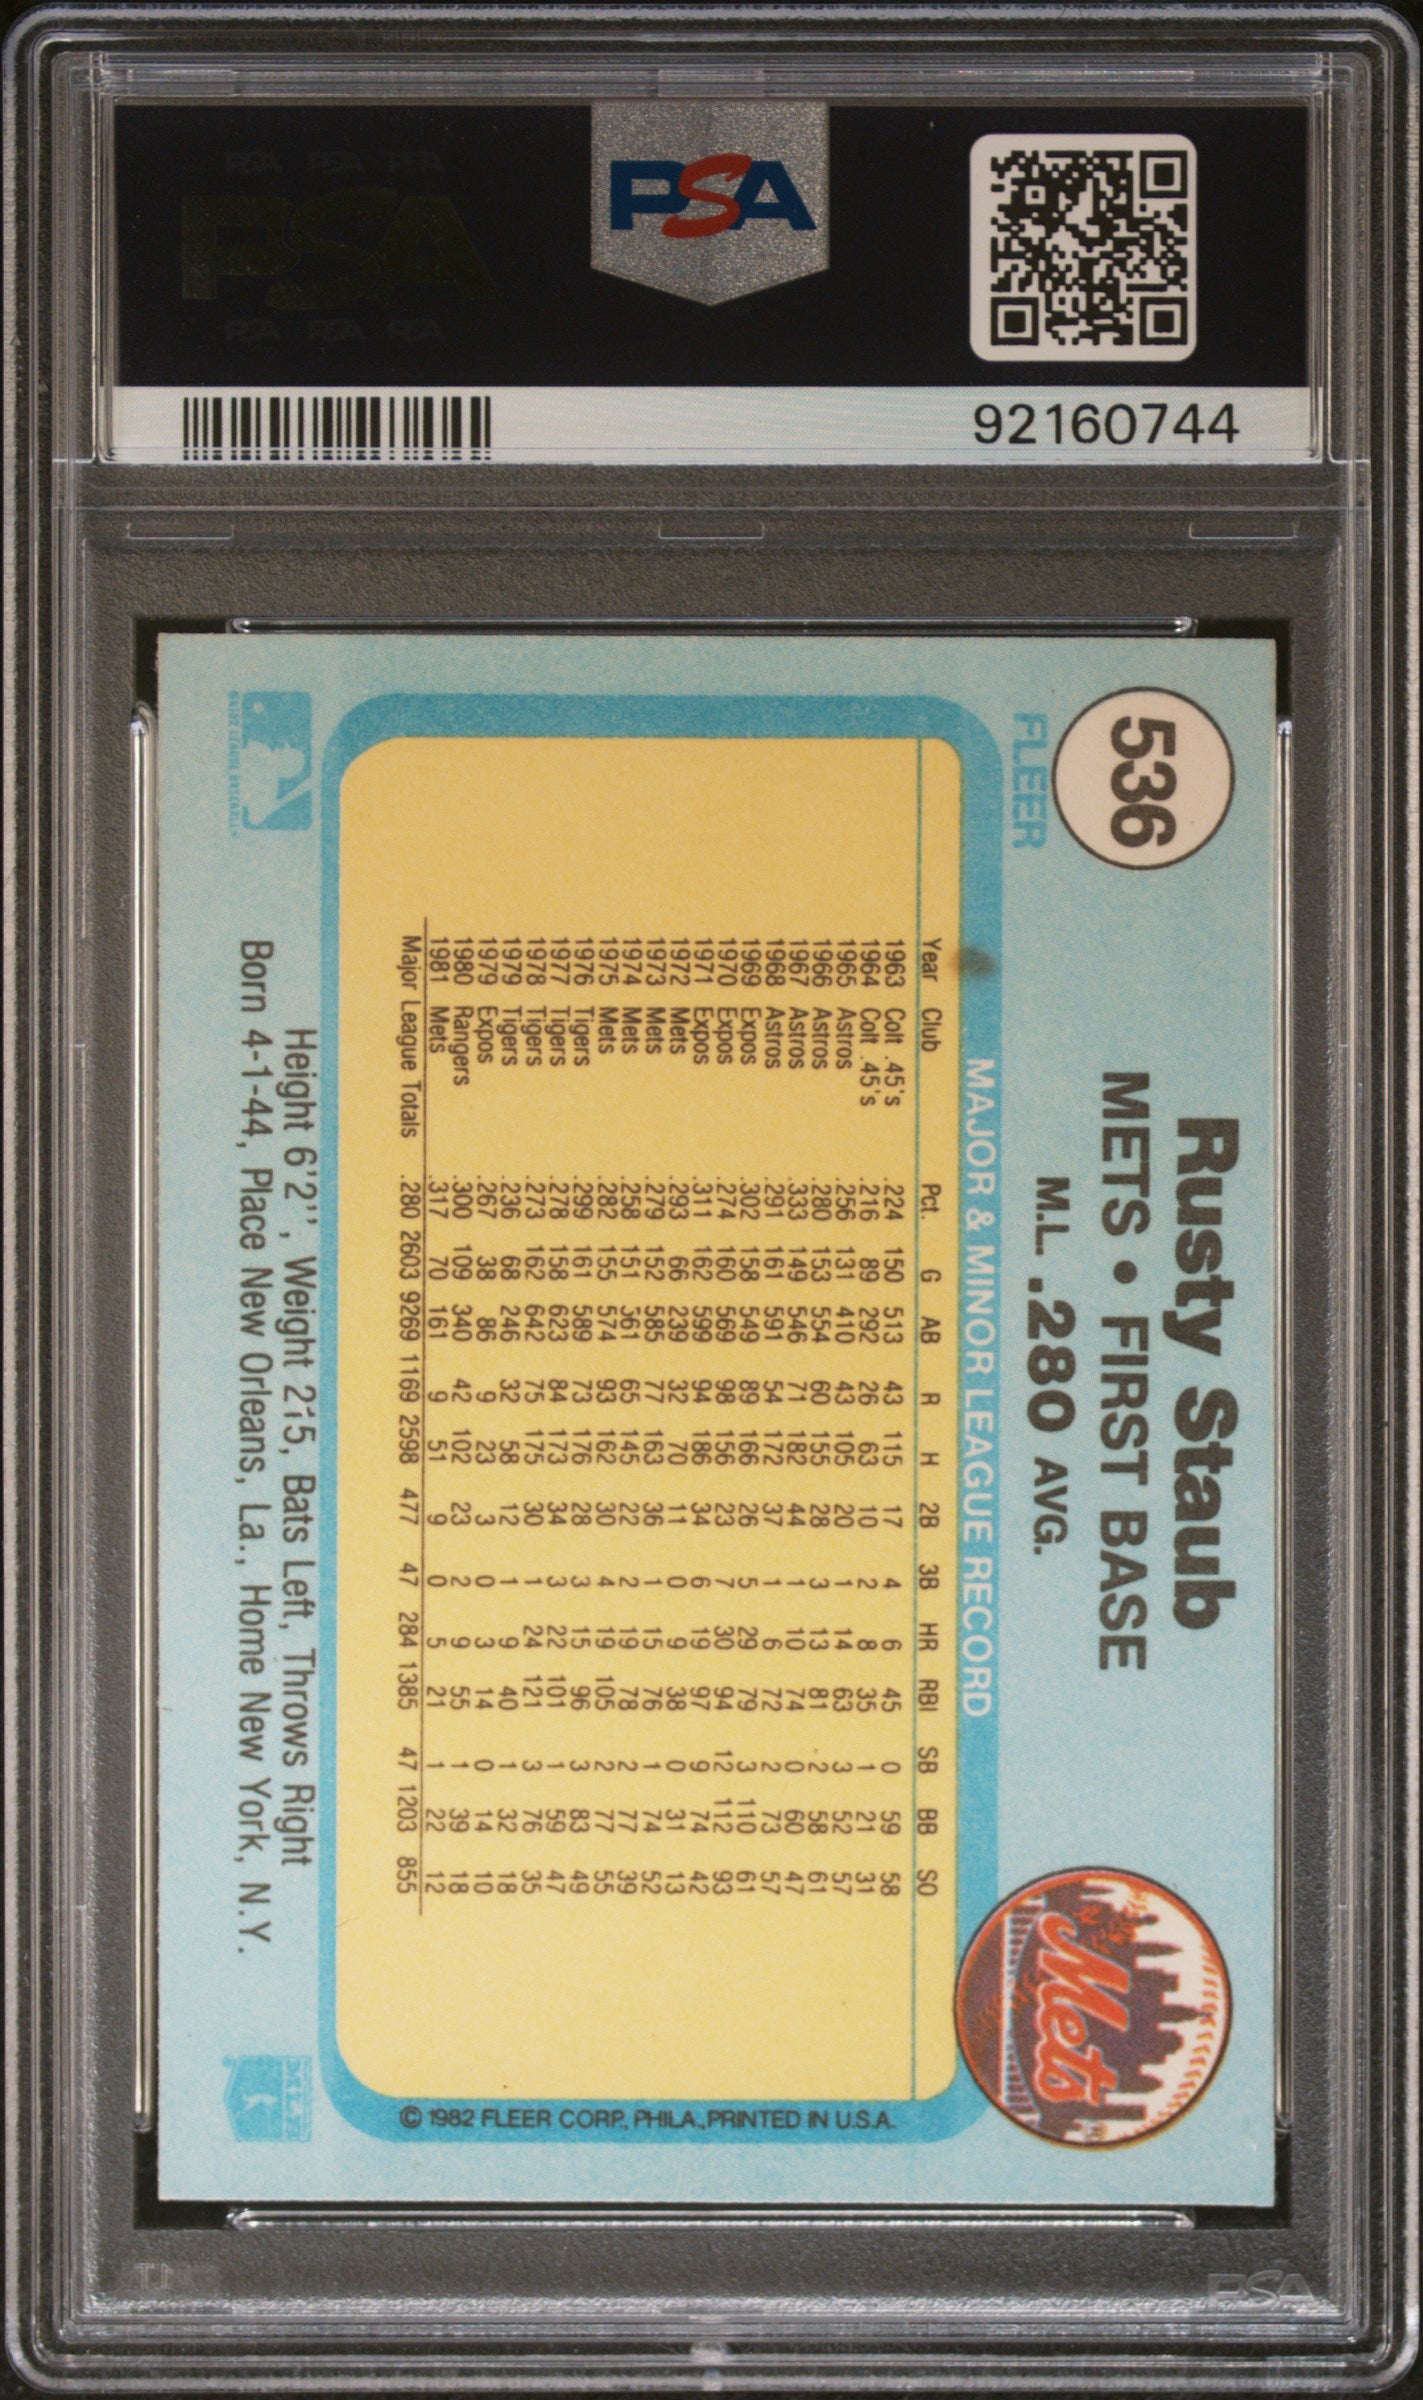 PSA
92160744
536
FLEER
Rusty Staub
METS • FIRST BASE
M.L. .280 AVG.
Mets
MAJOR & MINOR LEAGUE RECORD
Year Club Pct. G AB R H 2B 3B HR RBI SB BB SO
1963 Colt .45's .224 150 513 43 115 17 4 6 45 0 59 58
1964 Colt .45's .216 89 292 26 63 10 2 8 35 1 21 31
1965 Astros .256 131 410 43 105 20 1 14 63 3 52 57
1966 Astros .280 153 554 60 155 28 3 13 81 2 58 61
1967 Astros .333 149 546 71 182 44 1 10 74 0 60 47
1968 Astros .291 161 591 54 172 37 1 6 72 2 73 57
1969 Expos .302 158 549 89 166 26 5 29 79 3 110 61
1970 Expos .274 160 569 98 156 23 7 30 94 12 112 93
1971 Expos .311 162 599 94 186 34 6 19 97 9 74 42
1972 Mets .293 66 239 32 70 11 0 9 38 0 31 13
1973 Mets .279 152 585 77 163 36 1 15 76 1 74 52
1974 Mets .258 151 561 65 145 22 2 19 78 2 77 39
1975 Mets .282 155 574 93 162 30 4 19 105 2 77 55
1976 Tigers .299 161 589 73 176 28 3 15 96 3 83 49
1977 Tigers .278 158 623 84 173 34 3 22 101 1 59 47
1978 Tigers .273 162 642 75 175 30 1 24 121 3 76 35
1979 Tigers .236 68 246 32 58 12 1 9 40 1 32 18
1979 Expos .267 38 86 9 23 3 0 3 14 0 14 10
1980 Rangers .300 109 340 42 102 23 2 9 55 1 39 18
1981 Mets .317 70 161 9 51 9 0 5 21 1 22 12
Major League Totals .280 2603 9269 1169 2598 477 47 284 1385 47 1203 855
© 1982 FLEER CORP., PHILA., PRINTED IN U.S.A.
Height 6'2'', Weight 215, Bats Left, Throws Right
Born 4-1-44, Place New Orleans, La., Home New York, N.Y.
PSA